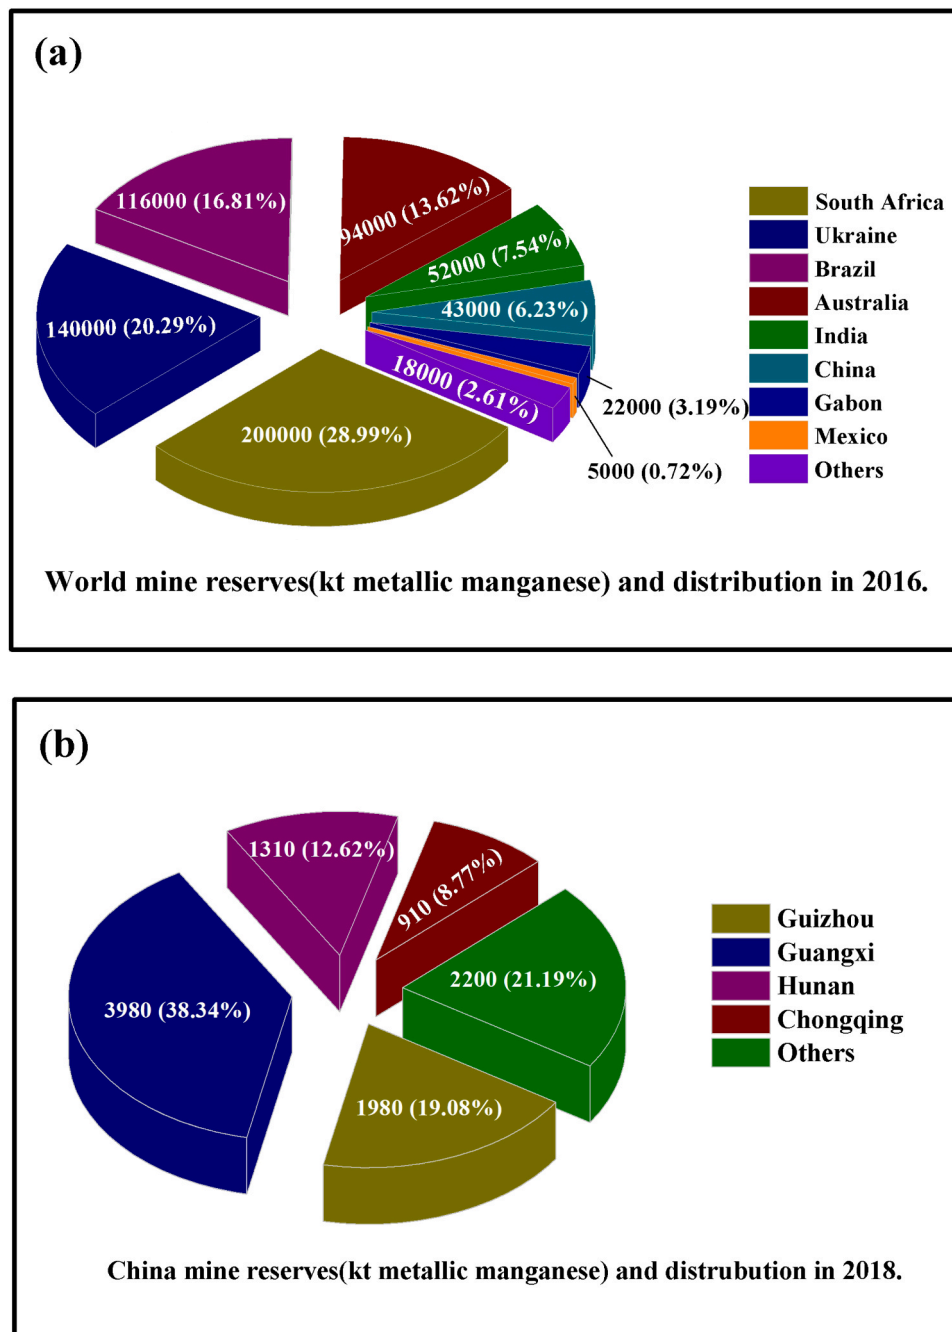 (a)
116000 (16.81%)
94000 (13.62%)
52000 (7.54%)
43000 (6.23%)
140000 (20.29%)
18000 (2.61%)
22000 (3.19%)
200000 (28.99%)
5000 (0.72%)
South Africa
Ukraine
Brazil
Australia
India
China
Gabon
Mexico
Others
World mine reserves(kt metallic manganese) and distribution in 2016.
(b)
1310 (12.62%)
910 (8.77%)
3980 (38.34%)
2200 (21.19%)
1980 (19.08%)
Guizhou
Guangxi
Hunan
Chongqing
Others
China mine reserves(kt metallic manganese) and distrubution in 2018.